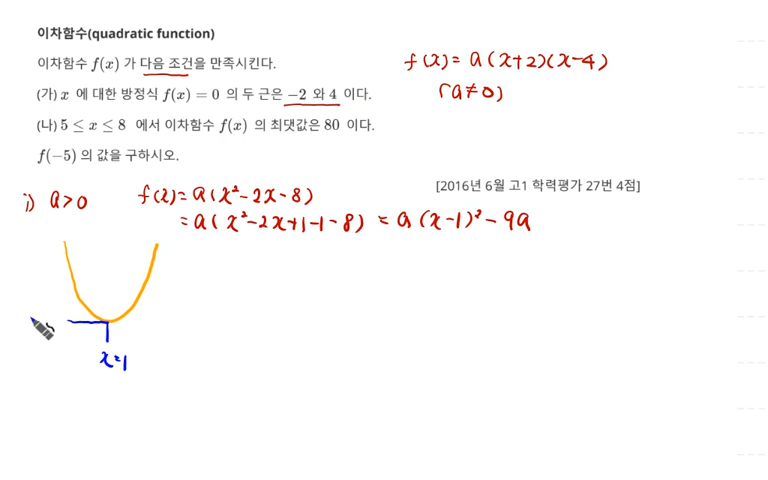 이차함수(quadratic function)
이차함수 f(x) 가 다음 조건을 만족시킨다.
f(x) = a(x+2)(x-4)
(a≠0)
(가) x 에 대한 방정식 f(x) = 0 의 두 근은 −2 와 4 이다.
(나) 5 ≤ x ≤ 8 에서 이차함수 f(x) 의 최댓값은 80 이다.
f(−5) 의 값을 구하시오.
[2016년 6월 고1 학력평가 27번 4점]
i) a>0 f(x) = a(x²-2x-8)
= a(x²-2x+1-1-8) = a(x-1)²-9a
x=1